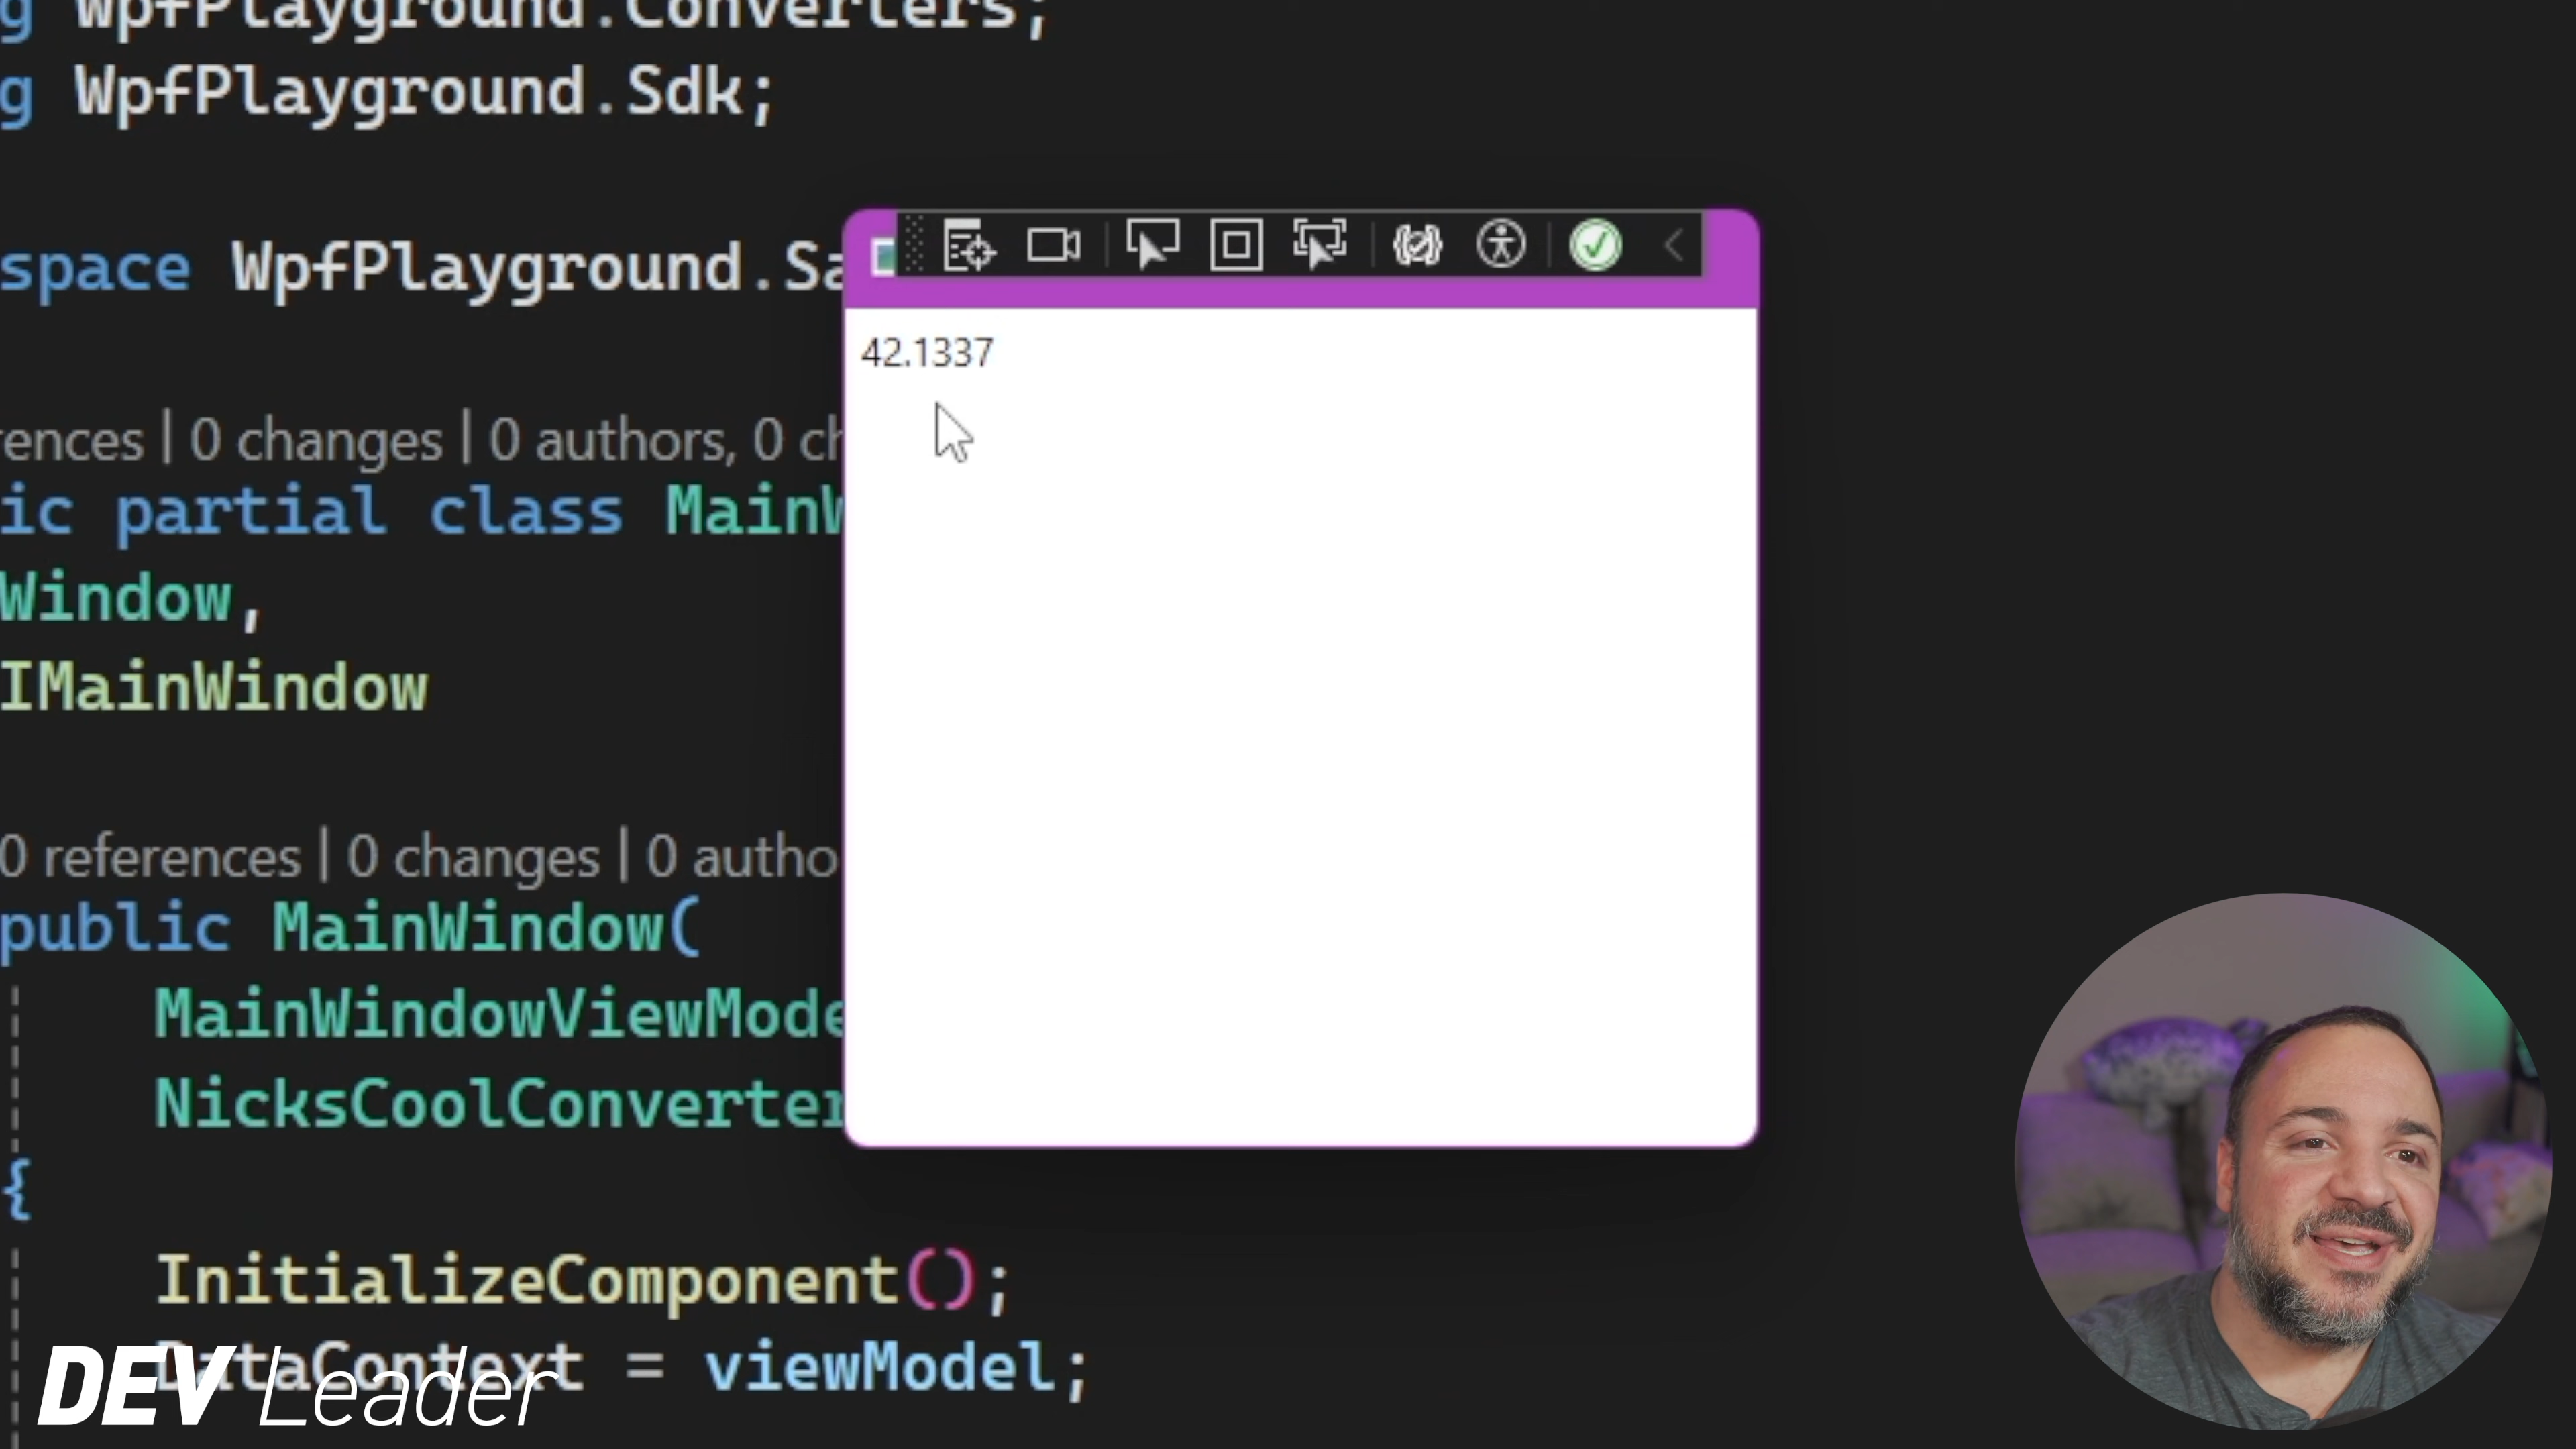 g WpfPlayground.Converters;
g WpfPlayground.Sdk;
space WpfPlayground.Sa
42.1337
rences | 0 changes | 0 authors, 0 ch
ic partial class MainW
Window,
IMainWindow
0 references | 0 changes | 0 autho
public MainWindow(
MainWindowViewMode
NicksCoolConverter
{
InitializeComponent();
DataContext = viewModel;
DEV Leader